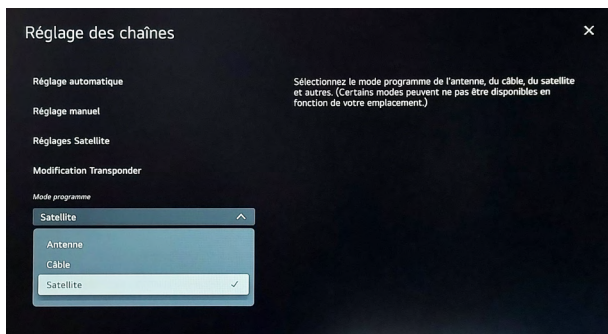 Réglage des chaînes
Réglage automatique
Réglage manuel
Réglages Satellite
Modification Transponder
Mode programme
Satellite
Antenne
Câble
Satellite
Sélectionnez le mode programme de l'antenne, du câble, du satellite
et autres. (Certains modes peuvent ne pas être disponibles en
fonction de votre emplacement.)